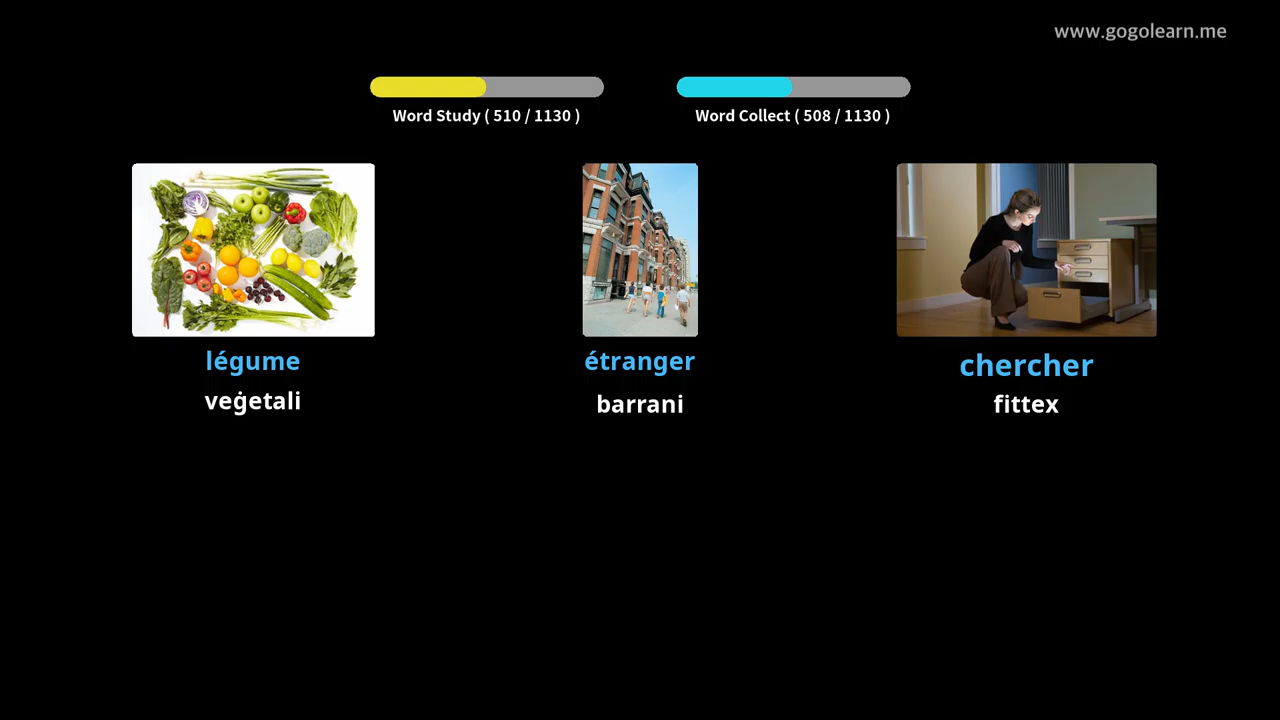 www.gogolearn.me
Word Study ( 510 / 1130 )
Word Collect ( 508 / 1130 )
légume
étranger
chercher
veġetali
barrani
fittex